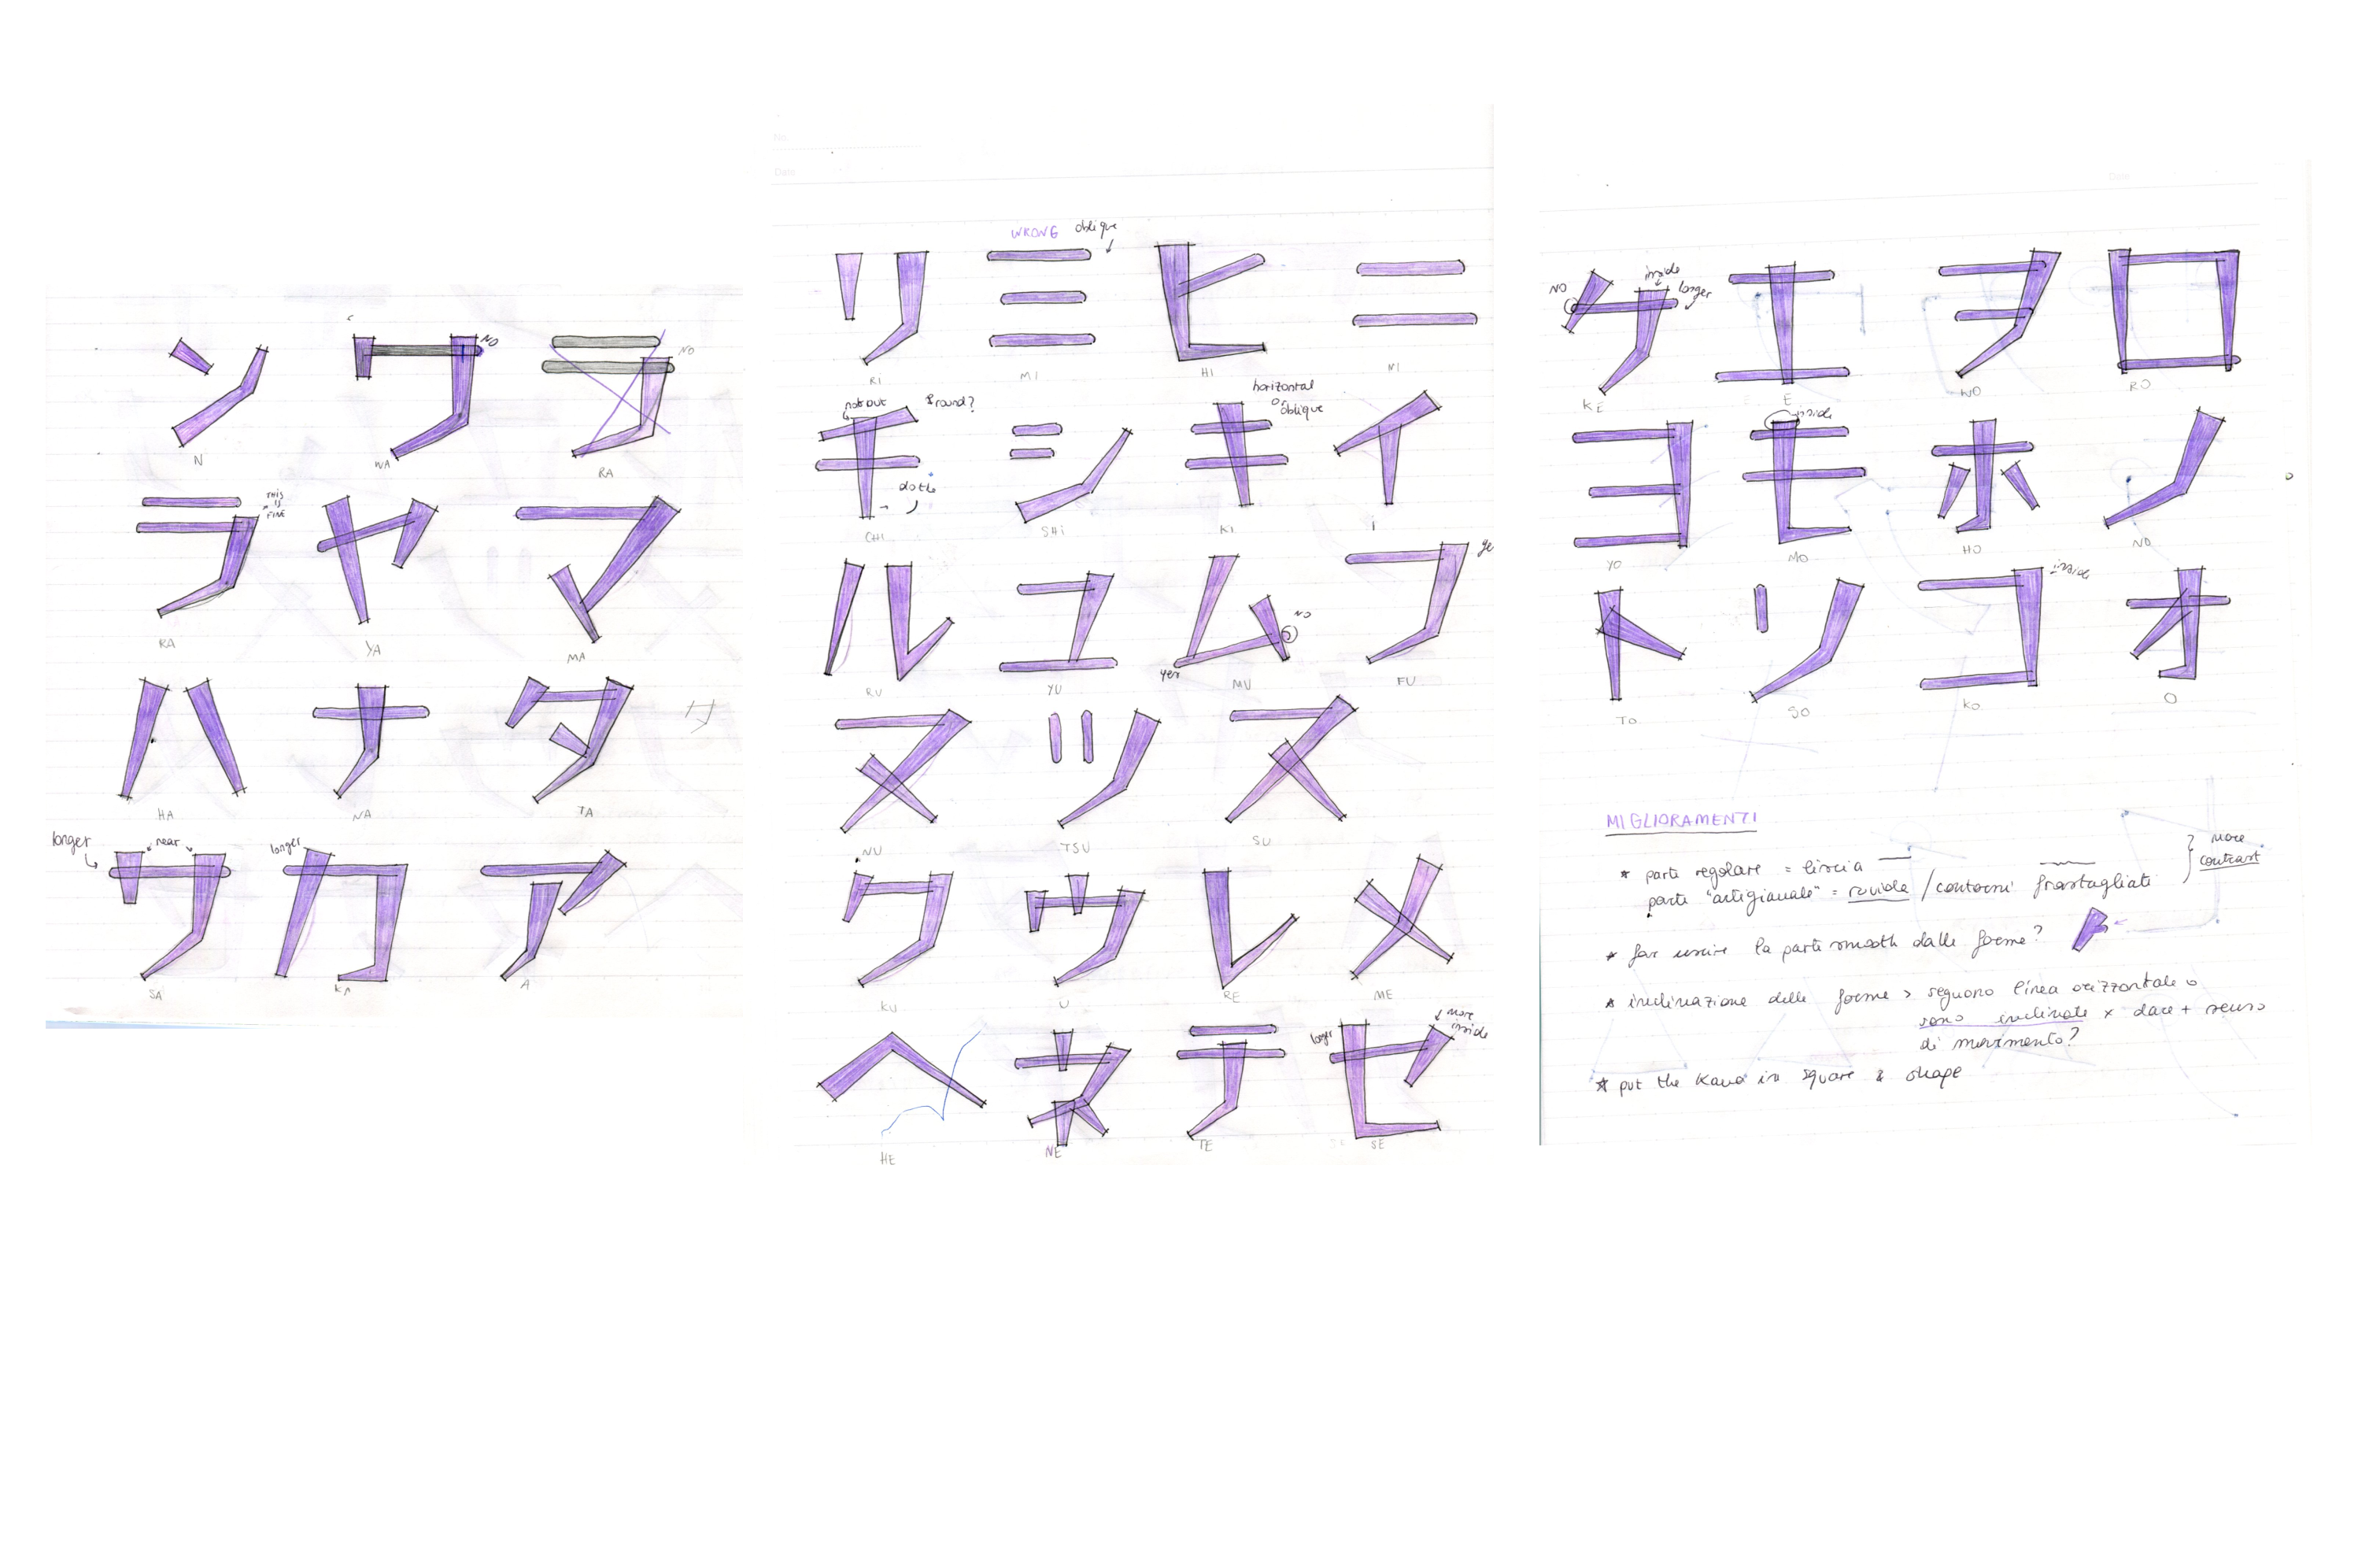 ン ワ ラ
NO
NO
N WA RA
ラ ヤ マ
THIS
IS
FINE
RA YA MA
ハ ナ タ
HA NA TA
longer near longer
サ カ ア
SA KA A
No.
Date
WRONG oblique
リ ミ ヒ ニ
RI MI HI NI
not out & round? horizontal
or oblique
チ シ キ イ
CHI SHI KI I
ル ユ ム フ
NO
yes
RU YU MU FU
ヌ ツ ス
NU TSU SU
ク ウ レ メ
KU U RE ME
longer more
inside
ヘ ネ テ セ
HE NE TE SE
Date
NO inside
longer
ケ エ ヲ ロ
KE E WO RO
inside
ヨ モ ホ ノ
YO MO HO NO
inside
ト ソ コ オ
TO SO KO O
MIGLIORAMENTI
* parte regolare = liscia
parte "artigianale" = ruvida / contorni frastagliati
more
contrast
* far uscire la parte smooth dalle forme?
* inclinazione delle forme > seguono linea orizzontale o
sono inclinate x dare + senso
di movimento?
* put the Kana in square & shape